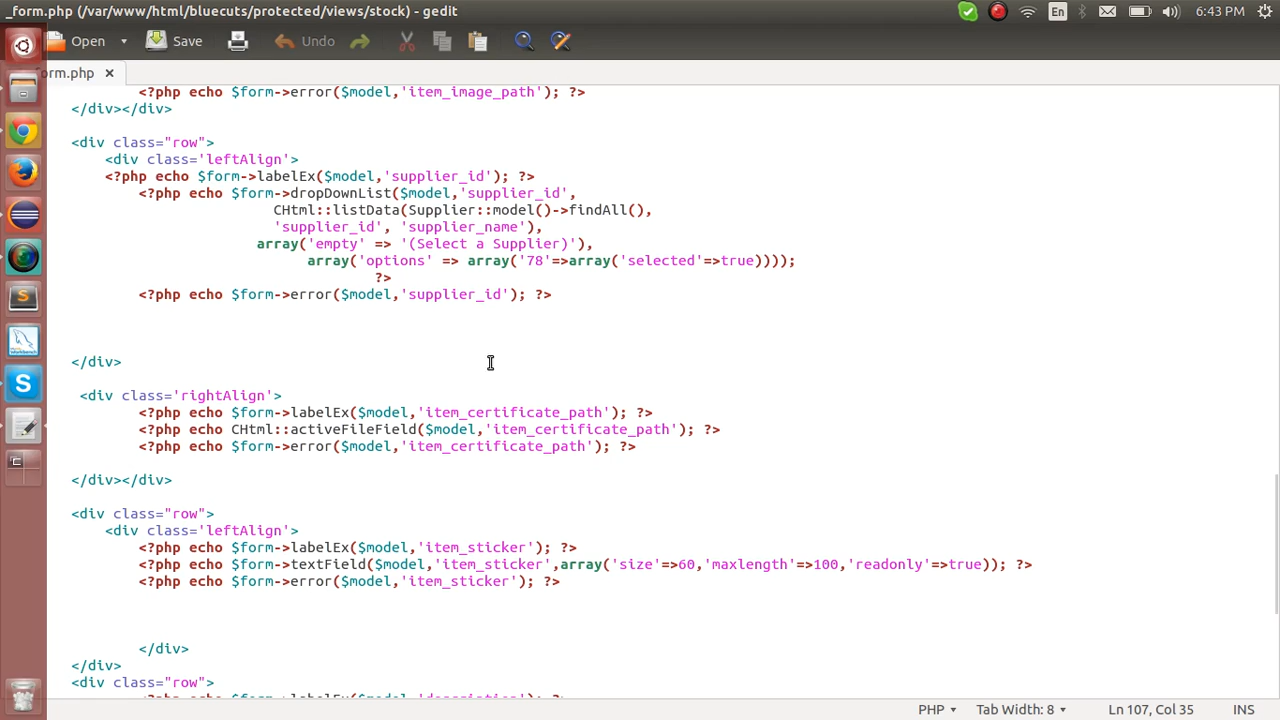 _form.php (/var/www/html/bluecuts/protected/views/stock) - gedit
En
6:43 PM
Open
Save
Undo
orm.php
<?php echo $form->error($model,'item_image_path'); ?>
</div></div>
<div class="row">
<div class='leftAlign'>
<?php echo $form->labelEx($model,'supplier_id'); ?>
<?php echo $form->dropDownList($model,'supplier_id',
CHtml::listData(Supplier::model()->findAll(),
'supplier_id', 'supplier_name'),
array('empty' => '(Select a Supplier)'),
array('options' => array('78'=>array('selected'=>true))));
?>
<?php echo $form->error($model,'supplier_id'); ?>
</div>
<div class='rightAlign'>
<?php echo $form->labelEx($model,'item_certificate_path'); ?>
<?php echo CHtml::activeFileField($model,'item_certificate_path'); ?>
<?php echo $form->error($model,'item_certificate_path'); ?>
</div></div>
<div class="row">
<div class='leftAlign'>
<?php echo $form->labelEx($model,'item_sticker'); ?>
<?php echo $form->textField($model,'item_sticker',array('size'=>60,'maxlength'=>100,'readonly'=>true)); ?>
<?php echo $form->error($model,'item_sticker'); ?>
</div>
</div>
<div class="row">
<?php echo $form->labelEx($model,'description'); ?>
PHP
Tab Width: 8
Ln 107, Col 35
INS